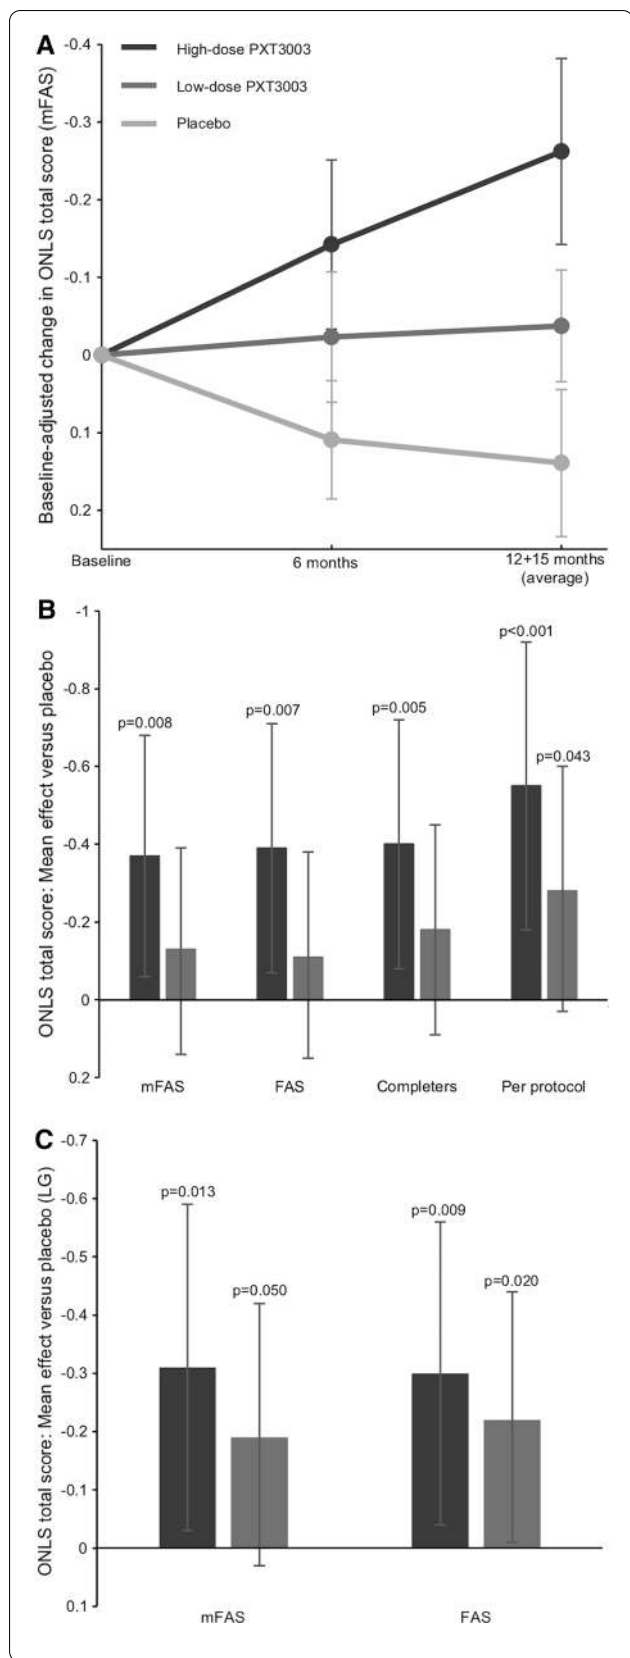 A
Baseline-adjusted change in ONLS total score (mFAS)
-0.4
-0.3
-0.2
-0.1
0
0.1
0.2
High-dose PXT3003
Low-dose PXT3003
Placebo
Baseline
6 months
12+15 months
(average)
B
ONLS total score: Mean effect versus placebo
-1
-0.8
-0.6
-0.4
-0.2
0
0.2
p=0.008
p=0.007
p=0.005
p<0.001
p=0.043
mFAS
FAS
Completers
Per protocol
C
ONLS total score: Mean effect versus placebo (LG)
-0.7
-0.6
-0.5
-0.4
-0.3
-0.2
-0.1
0
0.1
p=0.013
p=0.050
p=0.009
p=0.020
mFAS
FAS